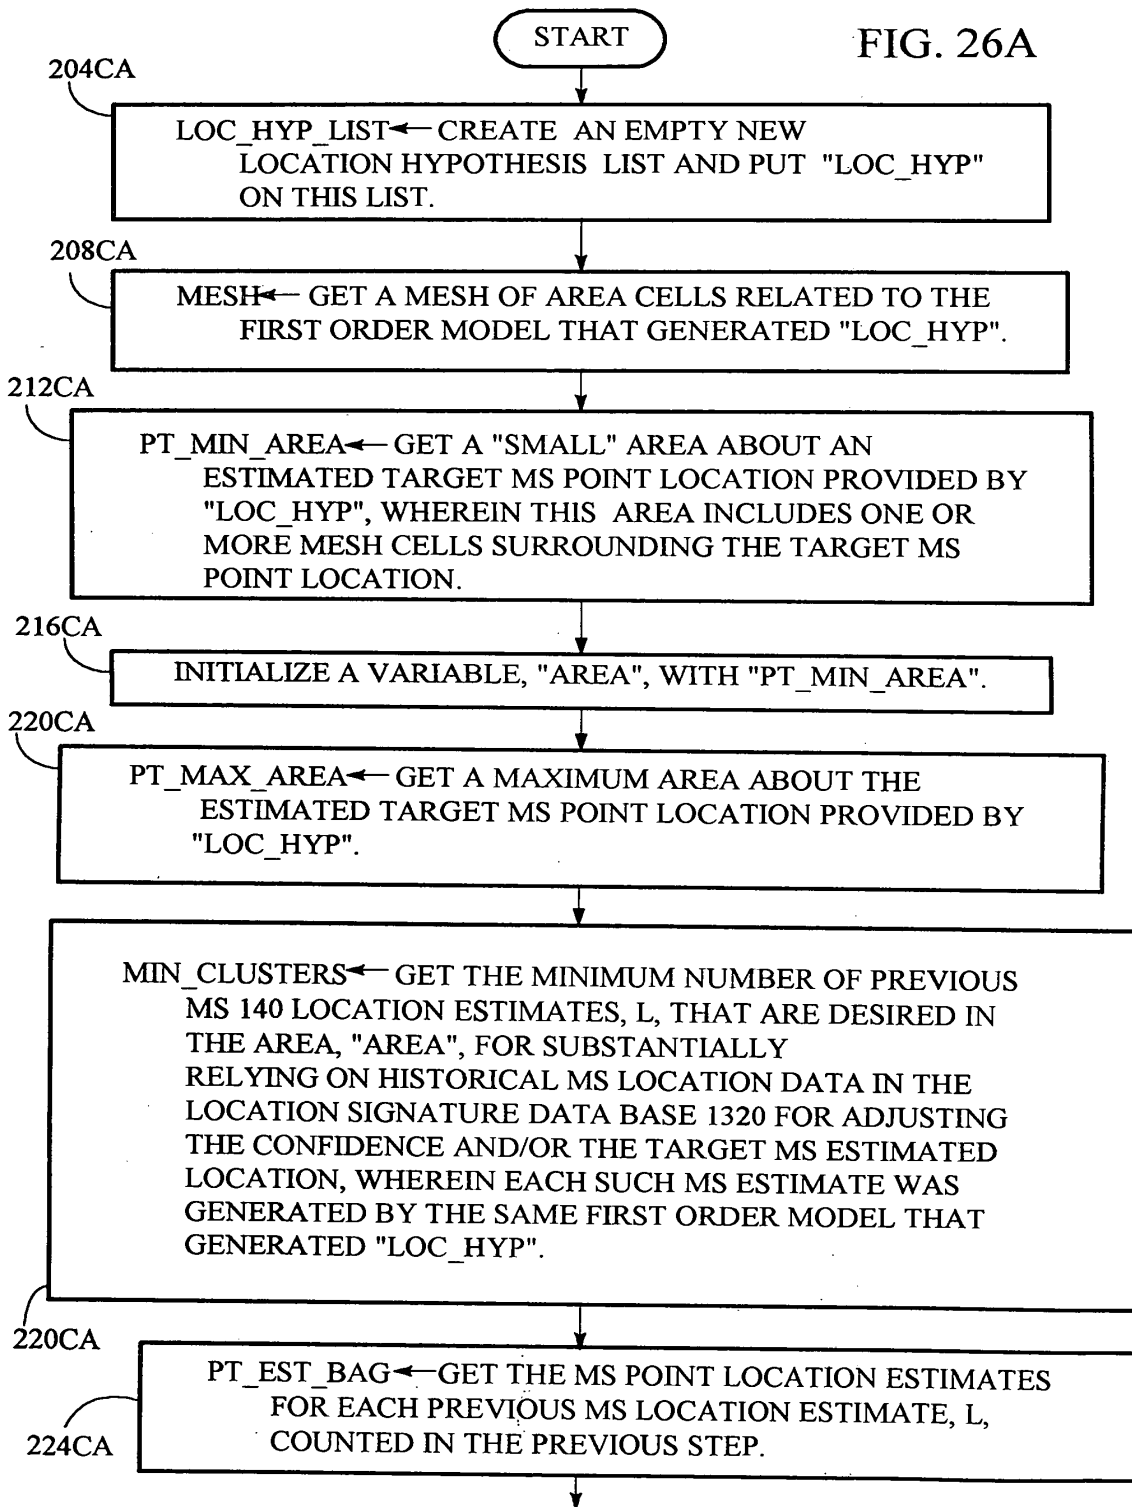 START
FIG. 26A
204CA
LOC_HYP_LIST← CREATE AN EMPTY NEW
LOCATION HYPOTHESIS LIST AND PUT "LOC_HYP"
ON THIS LIST.
208CA
MESH← GET A MESH OF AREA CELLS RELATED TO THE
FIRST ORDER MODEL THAT GENERATED "LOC_HYP".
212CA
PT_MIN_AREA← GET A "SMALL" AREA ABOUT AN
ESTIMATED TARGET MS POINT LOCATION PROVIDED BY
"LOC_HYP", WHEREIN THIS AREA INCLUDES ONE OR
MORE MESH CELLS SURROUNDING THE TARGET MS
POINT LOCATION.
216CA
INITIALIZE A VARIABLE, "AREA", WITH "PT_MIN_AREA".
220CA
PT_MAX_AREA← GET A MAXIMUM AREA ABOUT THE
ESTIMATED TARGET MS POINT LOCATION PROVIDED BY
"LOC_HYP".
MIN_CLUSTERS← GET THE MINIMUM NUMBER OF PREVIOUS
MS 140 LOCATION ESTIMATES, L, THAT ARE DESIRED IN
THE AREA, "AREA", FOR SUBSTANTIALLY
RELYING ON HISTORICAL MS LOCATION DATA IN THE
LOCATION SIGNATURE DATA BASE 1320 FOR ADJUSTING
THE CONFIDENCE AND/OR THE TARGET MS ESTIMATED
LOCATION, WHEREIN EACH SUCH MS ESTIMATE WAS
GENERATED BY THE SAME FIRST ORDER MODEL THAT
GENERATED "LOC_HYP".
220CA
PT_EST_BAG←GET THE MS POINT LOCATION ESTIMATES
FOR EACH PREVIOUS MS LOCATION ESTIMATE, L,
COUNTED IN THE PREVIOUS STEP.
224CA